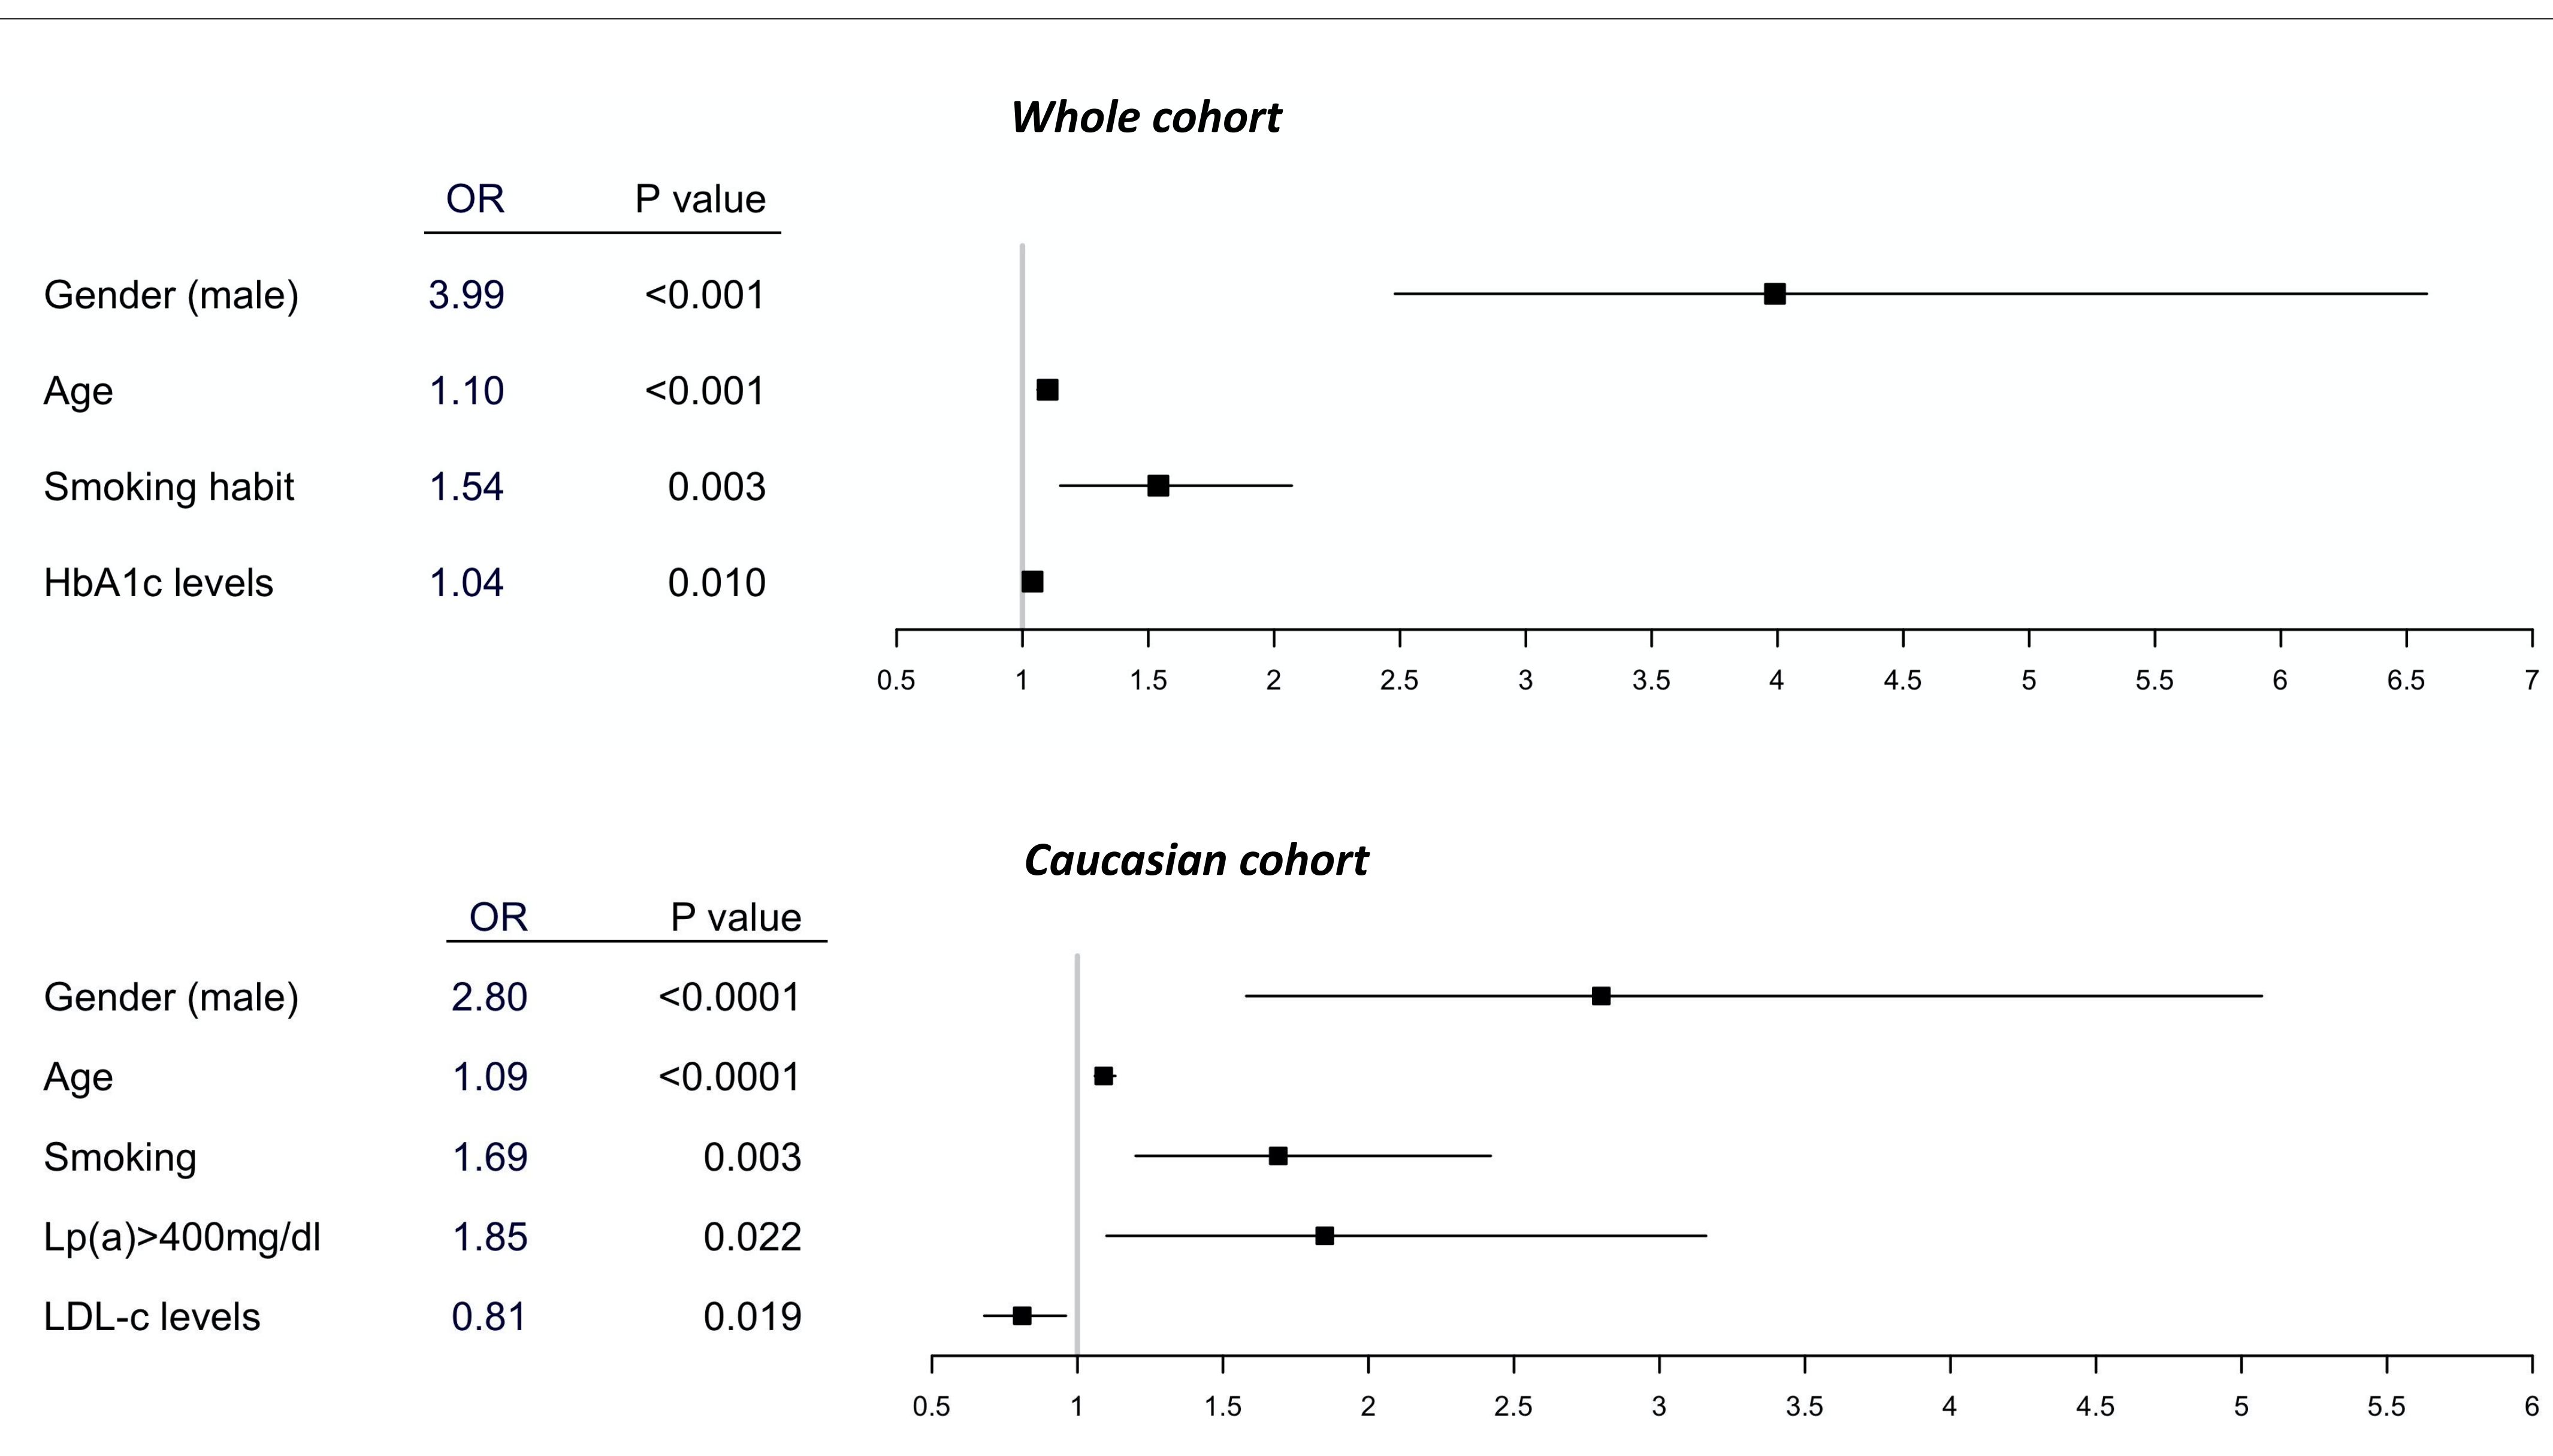 Whole cohort
OR P value
Gender (male) 3.99 <0.001
Age 1.10 <0.001
Smoking habit 1.54 0.003
HbA1c levels 1.04 0.010
0.5 1 1.5 2 2.5 3 3.5 4 4.5 5 5.5 6 6.5 7
Caucasian cohort
OR P value
Gender (male) 2.80 <0.0001
Age 1.09 <0.0001
Smoking 1.69 0.003
Lp(a)>400mg/dl 1.85 0.022
LDL-c levels 0.81 0.019
0.5 1 1.5 2 2.5 3 3.5 4 4.5 5 5.5 6